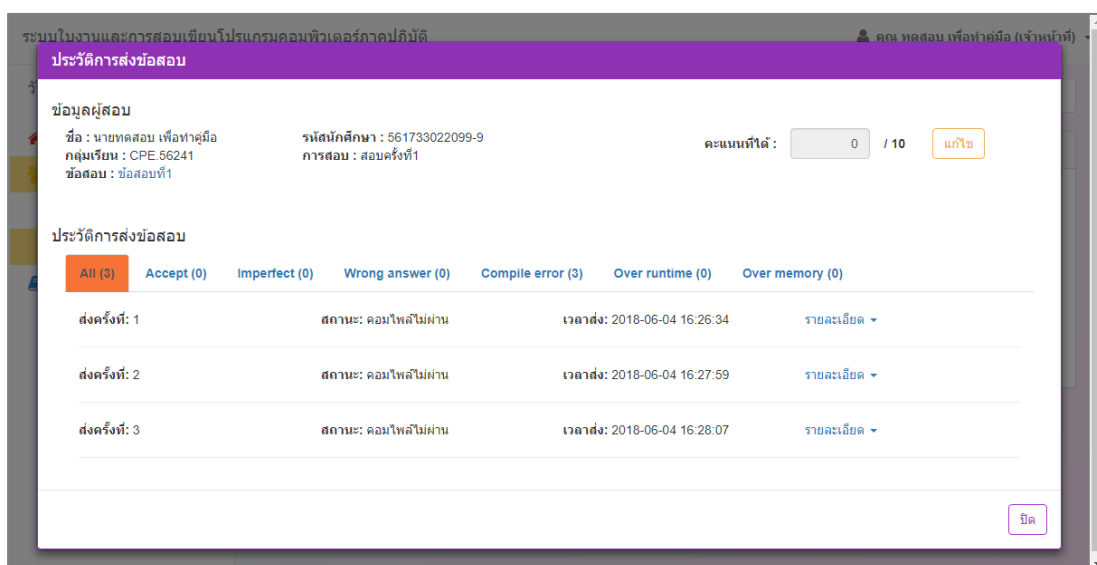 ระบบใบงานและการสอบเขียนโปรแกรมคอมพิวเตอร์ภาคปฏิบัติ คุณ ทดสอบ เพื่อทำคู่มือ (เจ้าหน้าที่)
ประวัติการส่งข้อสอบ
ข้อมูลผู้สอบ
ชื่อ : นายทดสอบ เพื่อทำคู่มือ รหัสนักศึกษา : 561733022099-9 คะแนนที่ได้ : 0 / 10 แก้ไข
กลุ่มเรียน : CPE.56241 การสอบ : สอบครั้งที่1
ข้อสอบ : ข้อสอบที่1
ประวัติการส่งข้อสอบ
All (3) Accept (0) Imperfect (0) Wrong answer (0) Compile error (3) Over runtime (0) Over memory (0)
ส่งครั้งที่: 1 สถานะ: คอมไพล์ไม่ผ่าน เวลาส่ง: 2018-06-04 16:26:34 รายละเอียด
ส่งครั้งที่: 2 สถานะ: คอมไพล์ไม่ผ่าน เวลาส่ง: 2018-06-04 16:27:59 รายละเอียด
ส่งครั้งที่: 3 สถานะ: คอมไพล์ไม่ผ่าน เวลาส่ง: 2018-06-04 16:28:07 รายละเอียด
ปิด